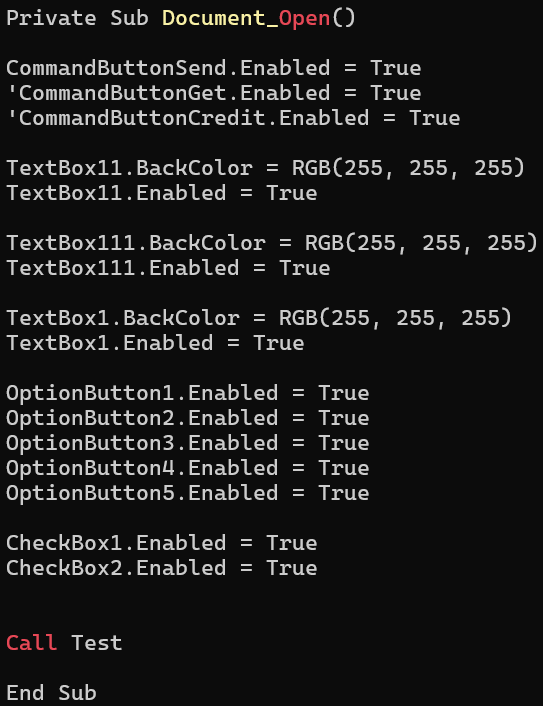 Private Sub Document_Open()
CommandButtonSend.Enabled = True
'CommandButtonGet.Enabled = True
'CommandButtonCredit.Enabled = True
TextBox11.BackColor = RGB(255, 255, 255)
TextBox11.Enabled = True
TextBox111.BackColor = RGB(255, 255, 255)
TextBox111.Enabled = True
TextBox1.BackColor = RGB(255, 255, 255)
TextBox1.Enabled = True
OptionButton1.Enabled = True
OptionButton2.Enabled = True
OptionButton3.Enabled = True
OptionButton4.Enabled = True
OptionButton5.Enabled = True
CheckBox1.Enabled = True
CheckBox2.Enabled = True
Call Test
End Sub